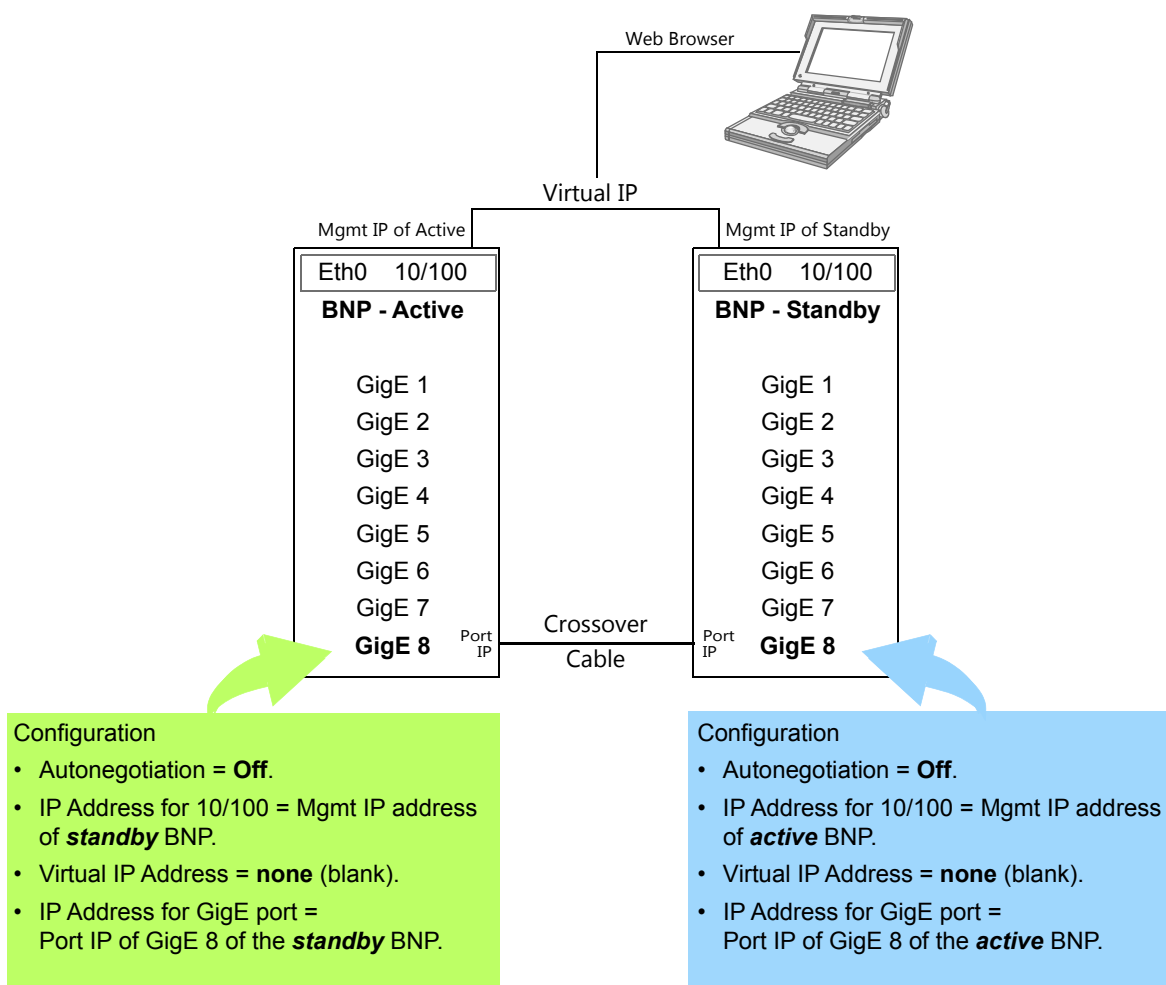 Web Browser
Virtual IP
Mgmt IP of Active
Mgmt IP of Standby
Eth0 10/100
BNP - Active
GigE 1
GigE 2
GigE 3
GigE 4
GigE 5
GigE 6
GigE 7
GigE 8
Port
IP
Crossover
Cable
Eth0 10/100
BNP - Standby
GigE 1
GigE 2
GigE 3
GigE 4
GigE 5
GigE 6
GigE 7
Port
IP
GigE 8
Configuration
• Autonegotiation = Off.
• IP Address for 10/100 = Mgmt IP address
of standby BNP.
• Virtual IP Address = none (blank).
• IP Address for GigE port =
Port IP of GigE 8 of the standby BNP.
Configuration
• Autonegotiation = Off.
• IP Address for 10/100 = Mgmt IP address
of active BNP.
• Virtual IP Address = none (blank).
• IP Address for GigE port =
Port IP of GigE 8 of the active BNP.